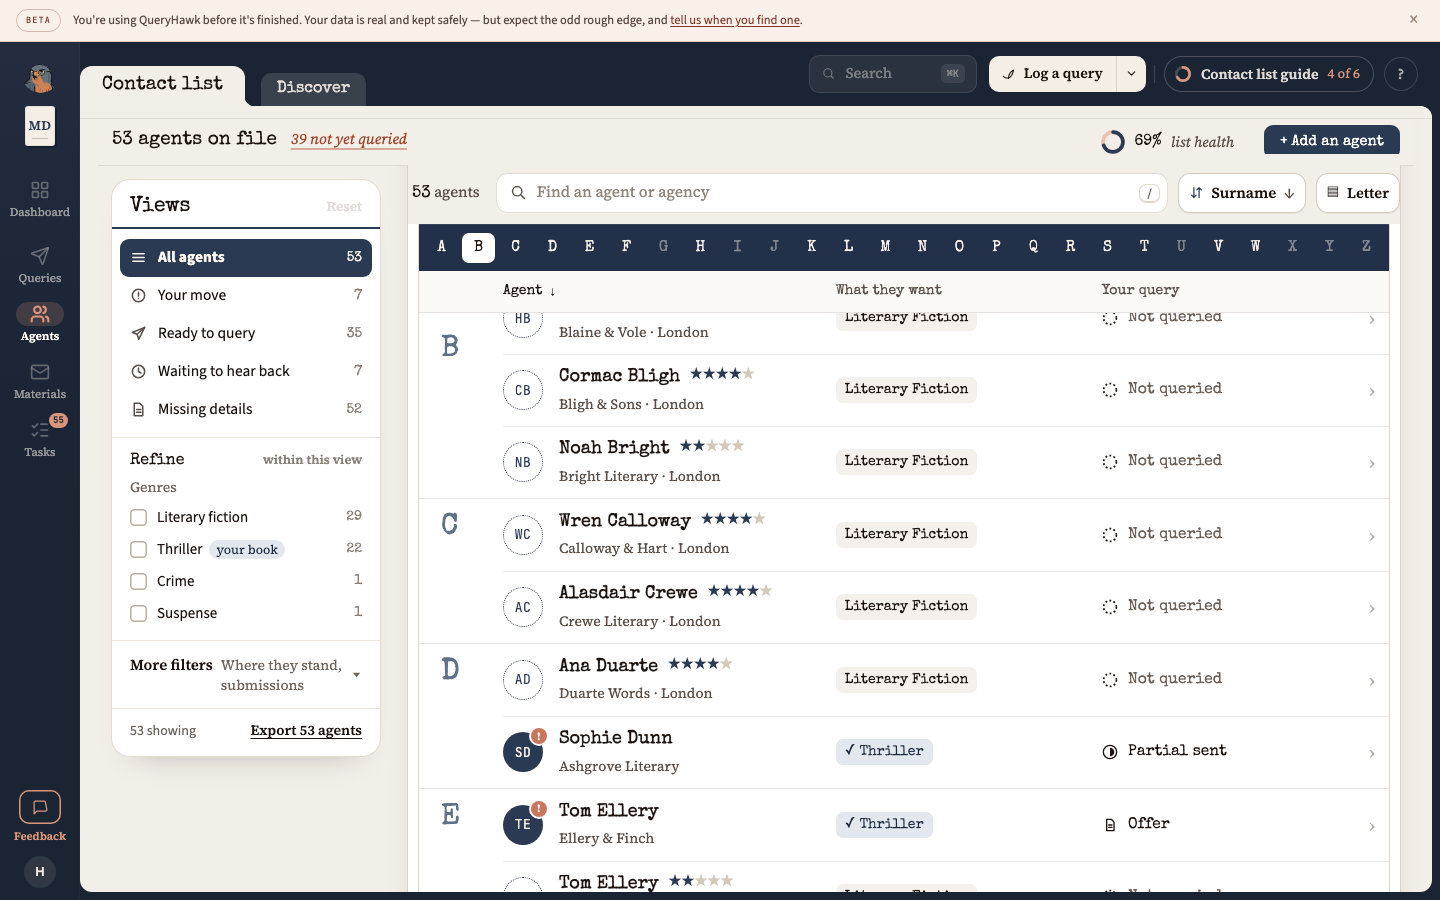 BETA You're using QueryHawk before it's finished. Your data is real and kept safely — but expect the odd rough edge, and tell us when you find one. ×
Contact list
Discover
Search ⌘K
Log a query
Contact list guide 4 of 6
?
MD
53 agents on file 39 not yet queried
69% list health
+ Add an agent
Dashboard
Queries
Agents
Materials
55
Tasks
Feedback
H
Views Reset
All agents 53
Your move 7
Ready to query 35
Waiting to hear back 7
Missing details 52
Refine within this view
Genres
Literary fiction 29
Thriller your book 22
Crime 1
Suspense 1
More filters Where they stand, submissions
53 showing Export 53 agents
53 agents
Find an agent or agency /
Surname ↓
Letter
A B C D E F G H I J K L M N O P Q R S T U V W X Y Z
Agent ↓ What they want Your query
B
HB Literary Fiction Not queried
Blaine & Vole · London
CB Cormac Bligh ★★★★★ Literary Fiction Not queried
Bligh & Sons · London
NB Noah Bright ★★★★★ Literary Fiction Not queried
Bright Literary · London
C
WC Wren Calloway ★★★★★ Literary Fiction Not queried
Calloway & Hart · London
AC Alasdair Crewe ★★★★★ Literary Fiction Not queried
Crewe Literary · London
D
AD Ana Duarte ★★★★★ Literary Fiction Not queried
Duarte Words · London
SD ! Sophie Dunn ✓ Thriller Partial sent
Ashgrove Literary
E
TE ! Tom Ellery ✓ Thriller Offer
Ellery & Finch
Tom Ellery ★★★★★